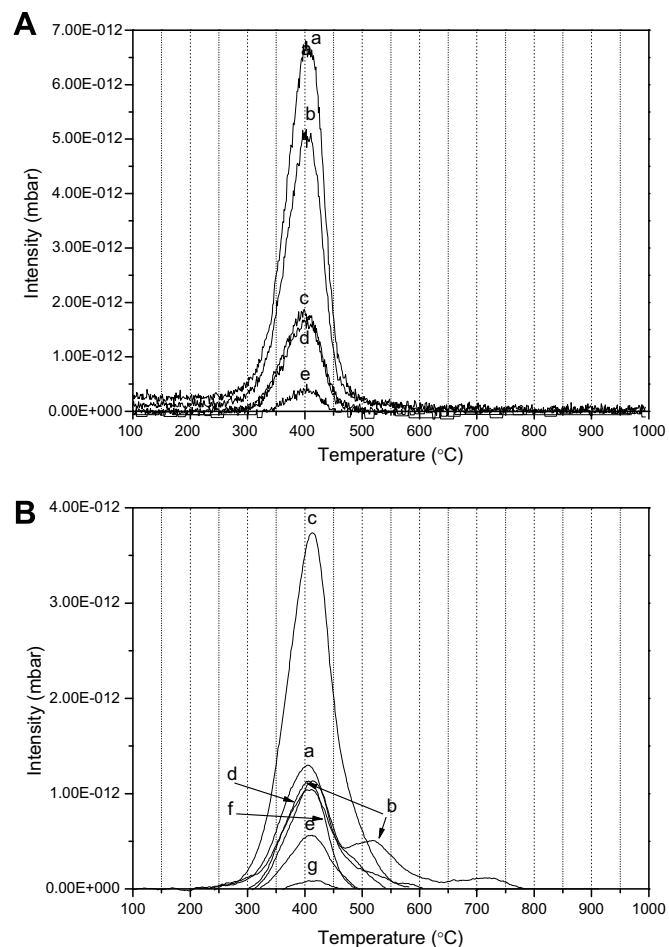 A
7.00E-012
6.00E-012
5.00E-012
4.00E-012
3.00E-012
2.00E-012
1.00E-012
0.00E+000
Intensity (mbar)
a
a
b
c
d
e
100 200 300 400 500 600 700 800 900 1000
Temperature (°C)
B
4.00E-012
3.00E-012
2.00E-012
1.00E-012
0.00E+000
Intensity (mbar)
c
a
d
b
f
e
g
100 200 300 400 500 600 700 800 900 1000
Temperature (°C)